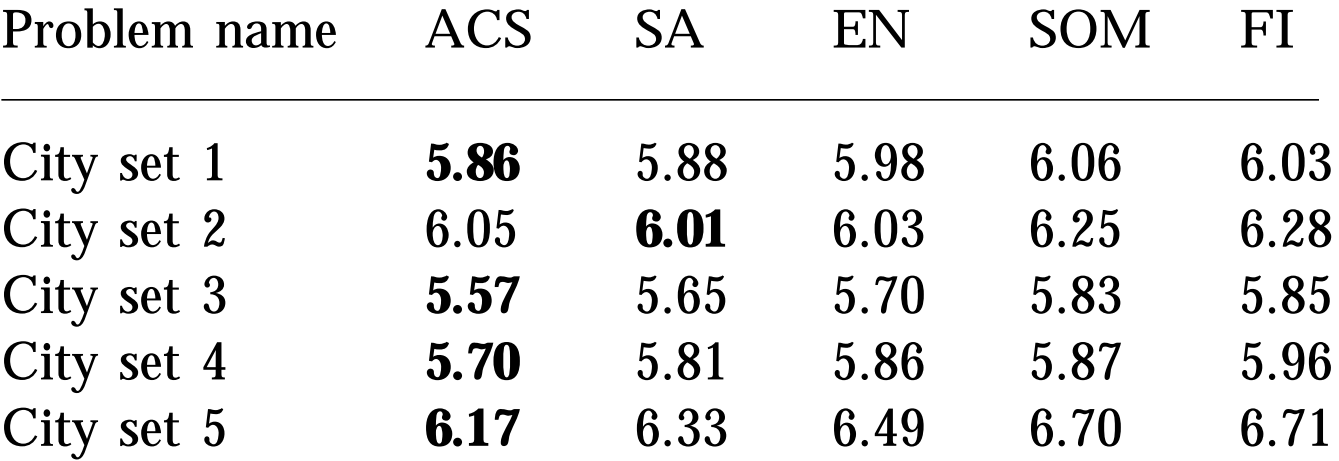 Problem name ACS SA EN SOM FI
City set 1 5.86 5.88 5.98 6.06 6.03
City set 2 6.05 6.01 6.03 6.25 6.28
City set 3 5.57 5.65 5.70 5.83 5.85
City set 4 5.70 5.81 5.86 5.87 5.96
City set 5 6.17 6.33 6.49 6.70 6.71